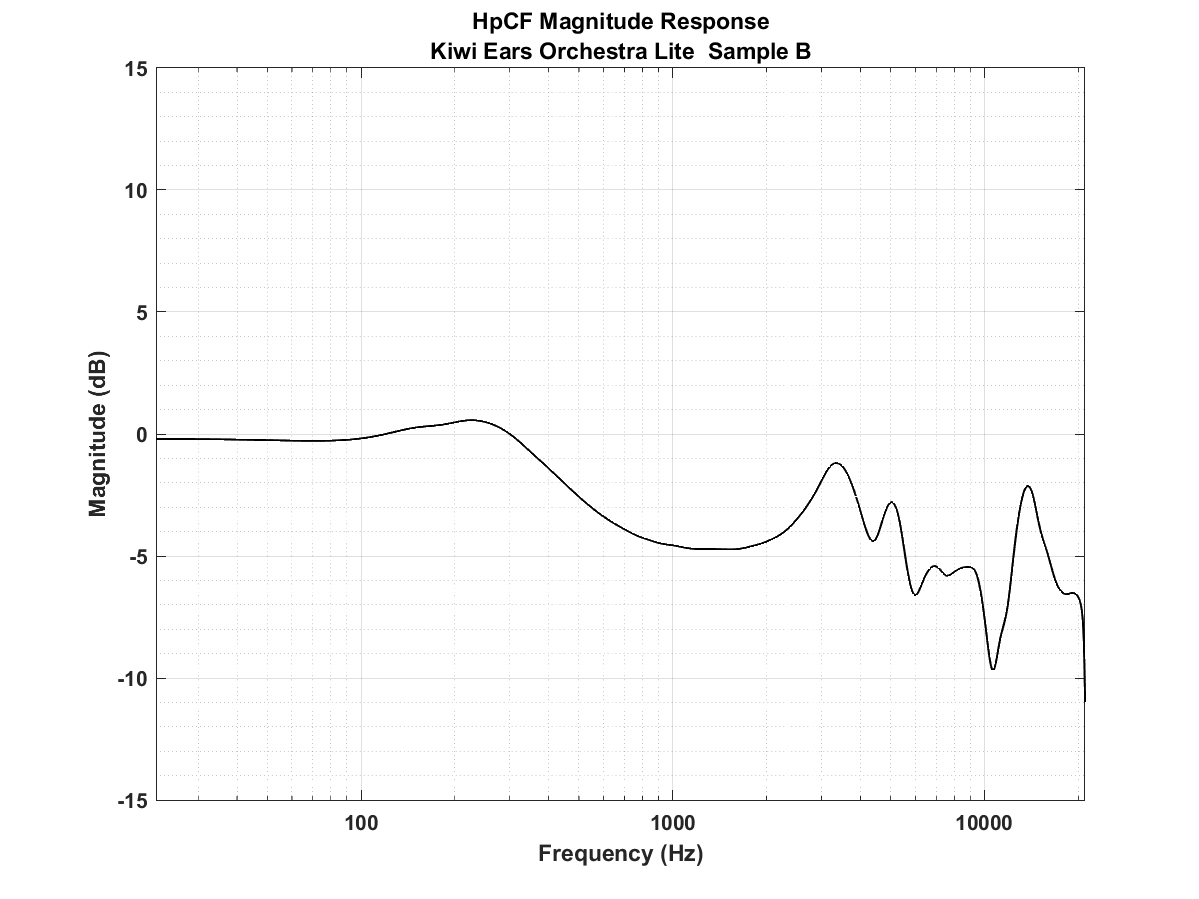 HpCF Magnitude Response
Kiwi Ears Orchestra Lite  Sample B
15
10
5
0
-5
-10
-15
Magnitude (dB)
100
1000
10000
Frequency (Hz)